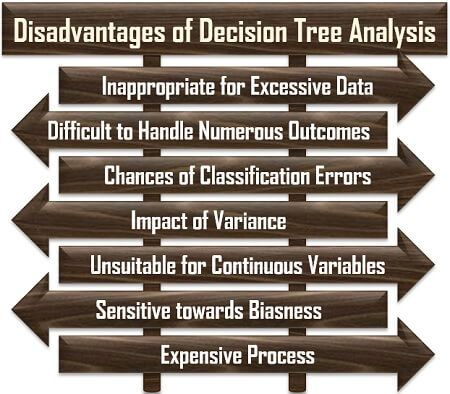 Disadvantages of Decision Tree Analysis
Inappropriate for Excessive Data
Difficult to Handle Numerous Outcomes
Chances of Classification Errors
Impact of Variance
Unsuitable for Continuous Variables
Sensitive towards Biasness
Expensive Process